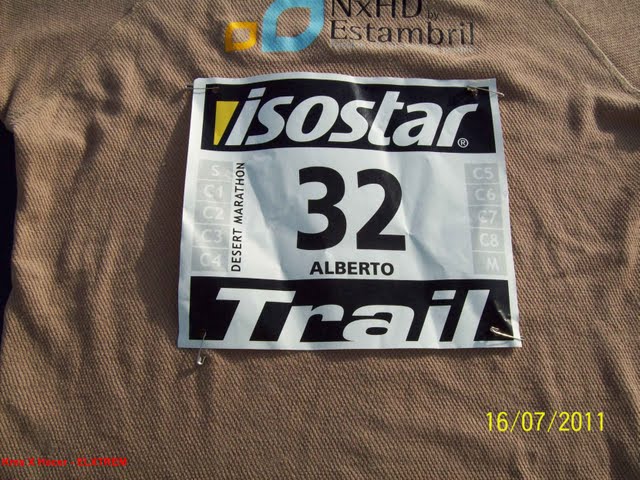 NxHD by
Estambril
isostar®
DESERT MARATHON
S
C1
C2
C3
C4
32
C5
C6
C7
C8
M
ALBERTO
Trail
16/07/2011